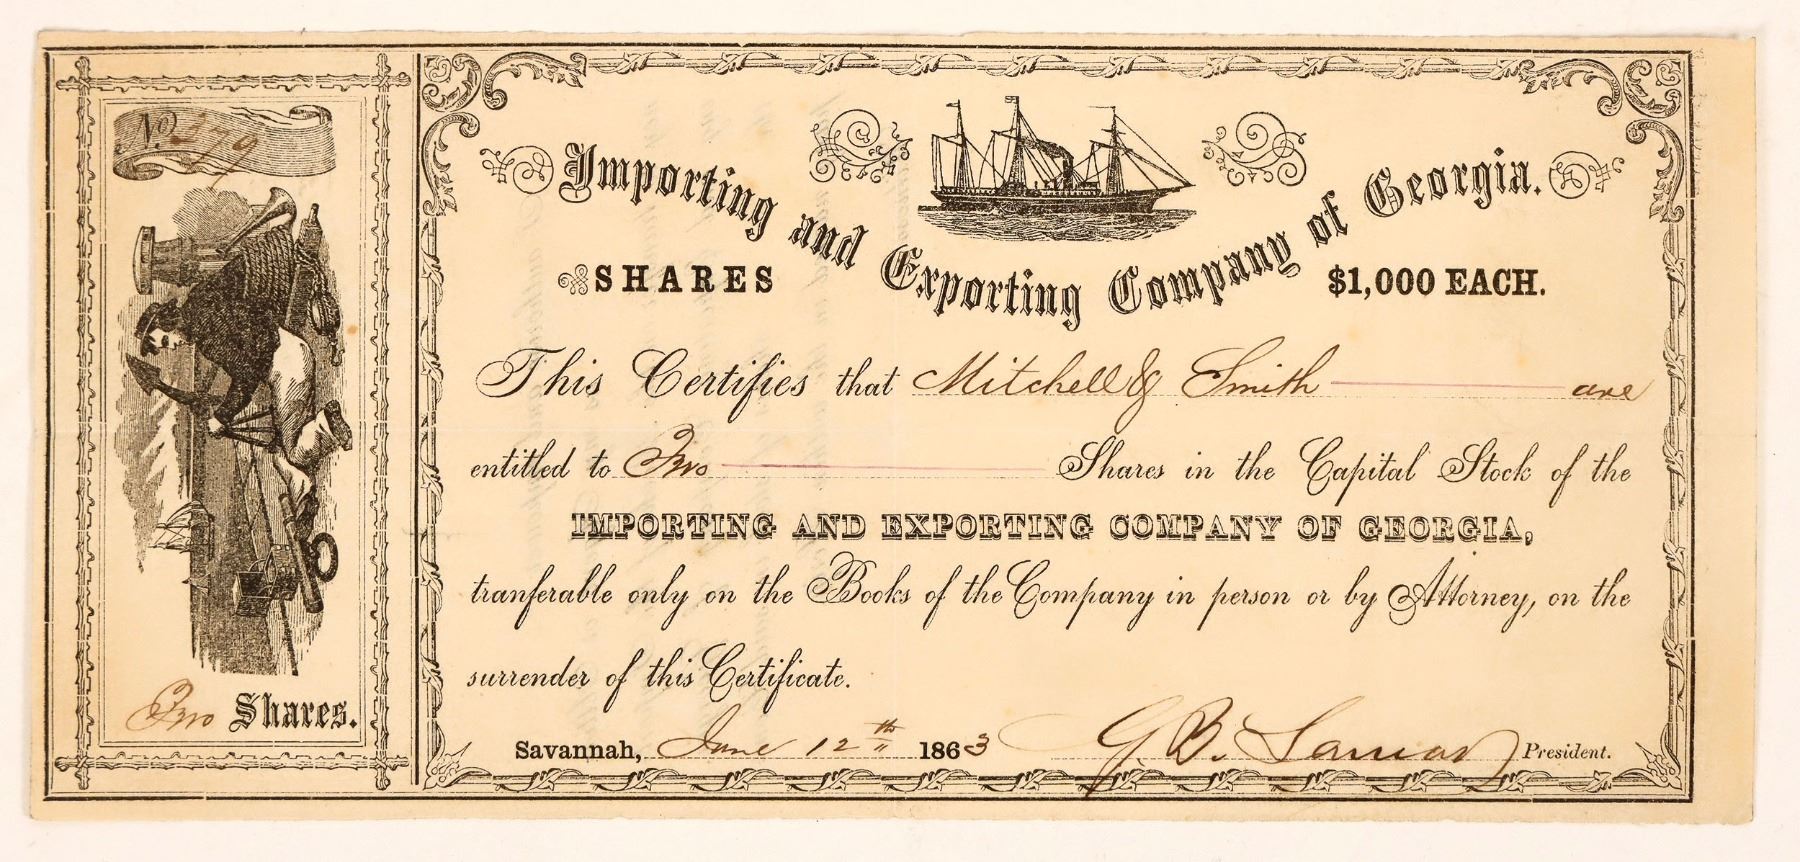 No. 379
Importing and Exporting Company of Georgia.
SHARES $1,000 EACH.
This Certifies that Mitchell & Smith are
entitled to Two Shares in the Capital Stock of the
IMPORTING AND EXPORTING COMPANY OF GEORGIA,
tranferable only on the Books of the Company in person or by Attorney, on the
surrender of this Certificate.
Two Shares.
Savannah, June 12th 1863 G. B. Lamar President.